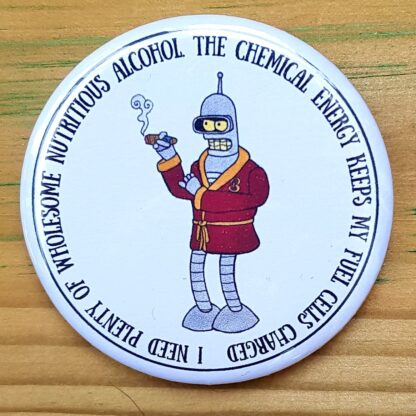 I NEED PLENTY OF WHOLESOME NUTRITIOUS ALCOHOL. THE CHEMICAL ENERGY KEEPS MY FUEL CELLS CHARGED
B